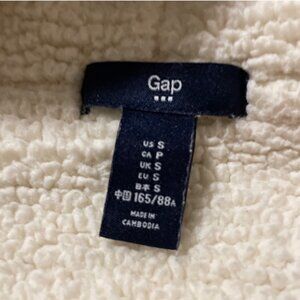 Gap
US S
CA P
UK S
EU S
日本 S
中国 165/88A
MADE IN
CAMBODIA